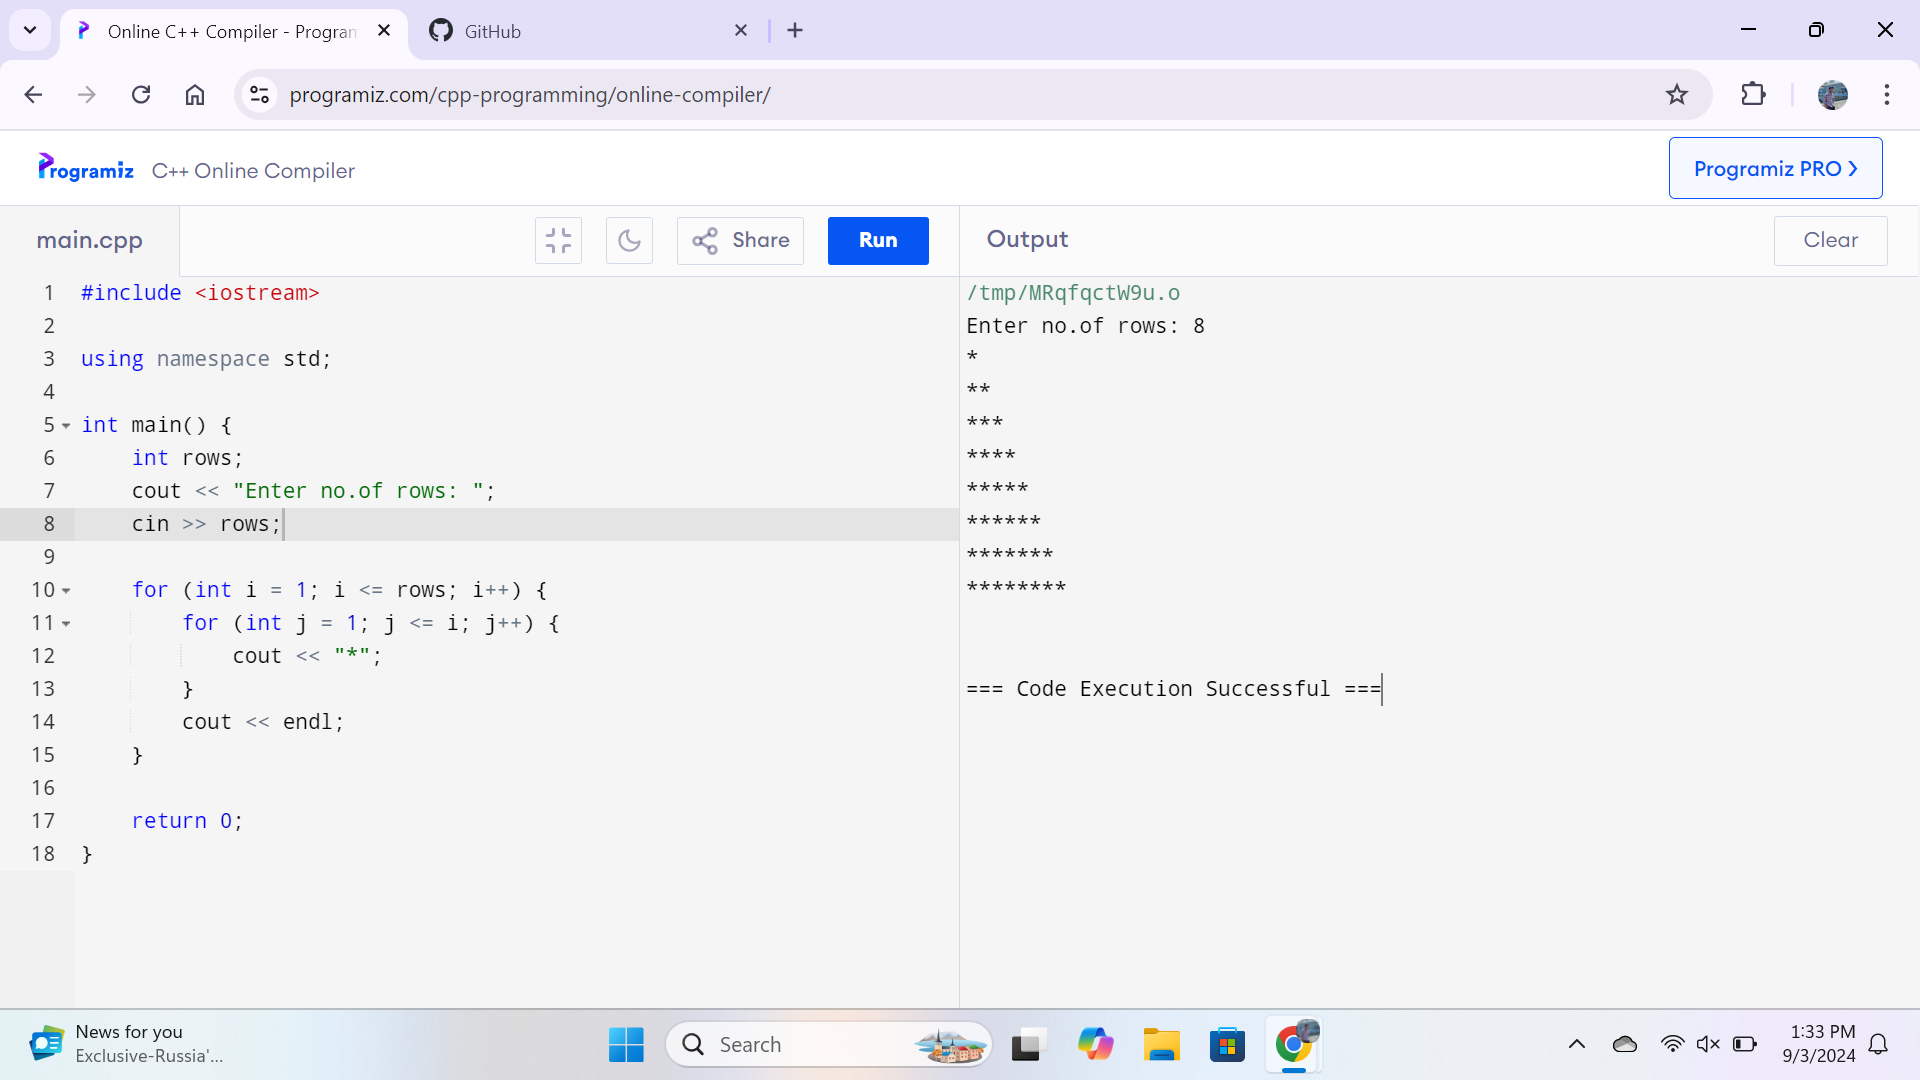 Online C++ Compiler - Program
GitHub
programiz.com/cpp-programming/online-compiler/
Programiz C++ Online Compiler
Programiz PRO
main.cpp
Share
Run
Output
Clear
1 #include <iostream>
2
3 using namespace std;
4
5 int main() {
6     int rows;
7     cout << "Enter no.of rows: ";
8     cin >> rows;
9
10     for (int i = 1; i <= rows; i++) {
11         for (int j = 1; j <= i; j++) {
12             cout << "*";
13         }
14         cout << endl;
15     }
16
17     return 0;
18 }
/tmp/MRqfqctW9u.o
Enter no.of rows: 8
*
**
***
****
*****
******
*******
********
=== Code Execution Successful ===
News for you
Exclusive-Russia'...
Search
1:33 PM
9/3/2024